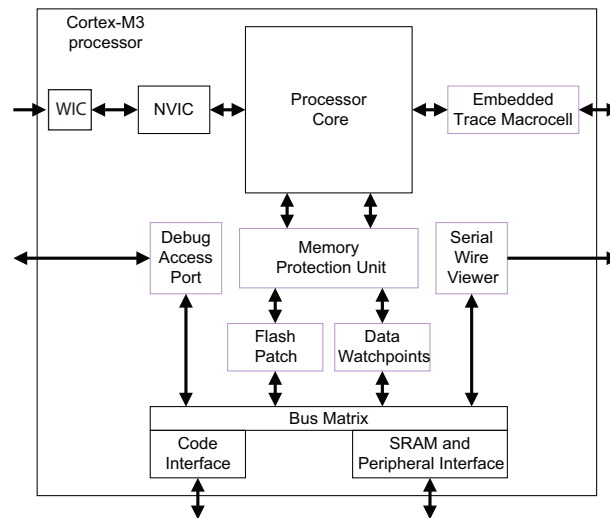 Cortex-M3
processor
WIC
NVIC
Processor
Core
Embedded
Trace Macrocell
Debug
Access
Port
Memory
Protection Unit
Serial
Wire
Viewer
Flash
Patch
Data
Watchpoints
Bus Matrix
Code
Interface
SRAM and
Peripheral Interface